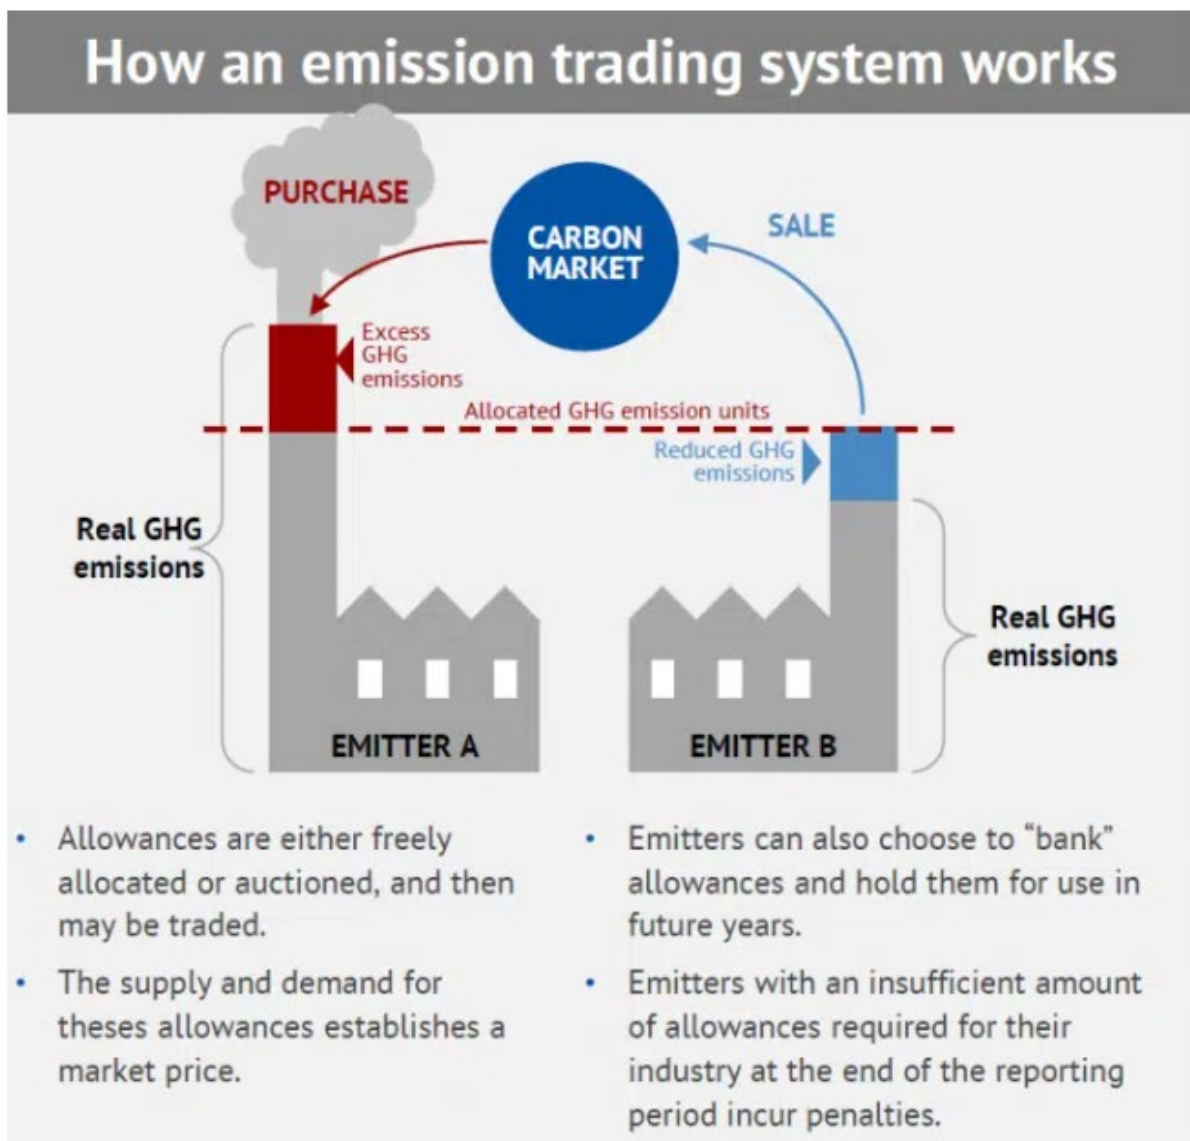 How an emission trading system works
PURCHASE
CARBON
MARKET
SALE
Excess
GHG
emissions
Allocated GHG emission units
Reduced GHG
emissions
Real GHG
emissions
Real GHG
emissions
EMITTER A
EMITTER B
• Allowances are either freely
allocated or auctioned, and then
may be traded.
• The supply and demand for
theses allowances establishes a
market price.
• Emitters can also choose to “bank”
allowances and hold them for use in
future years.
• Emitters with an insufficient amount
of allowances required for their
industry at the end of the reporting
period incur penalties.